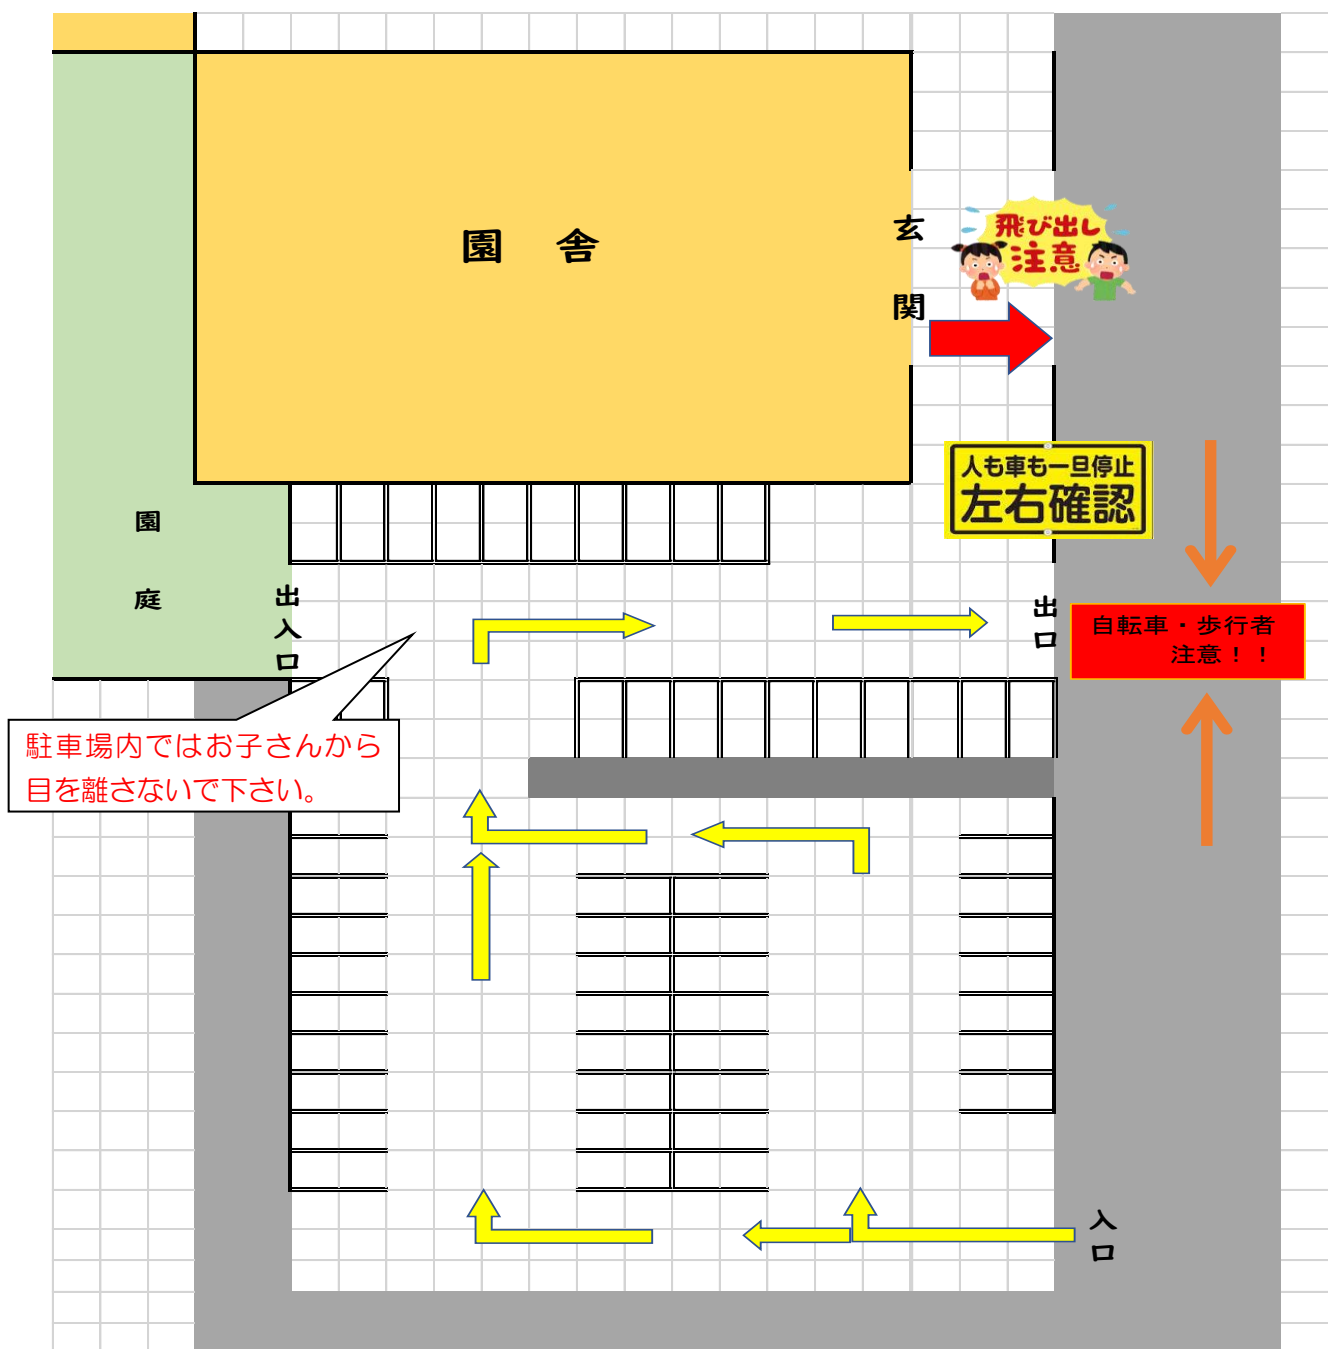 園　舎
玄関
飛び出し
注意
人も車も一旦停止
左右確認
園庭
出入口
出口
自転車・歩行者
注意！！
駐車場内ではお子さんから
目を離さないで下さい。
入口